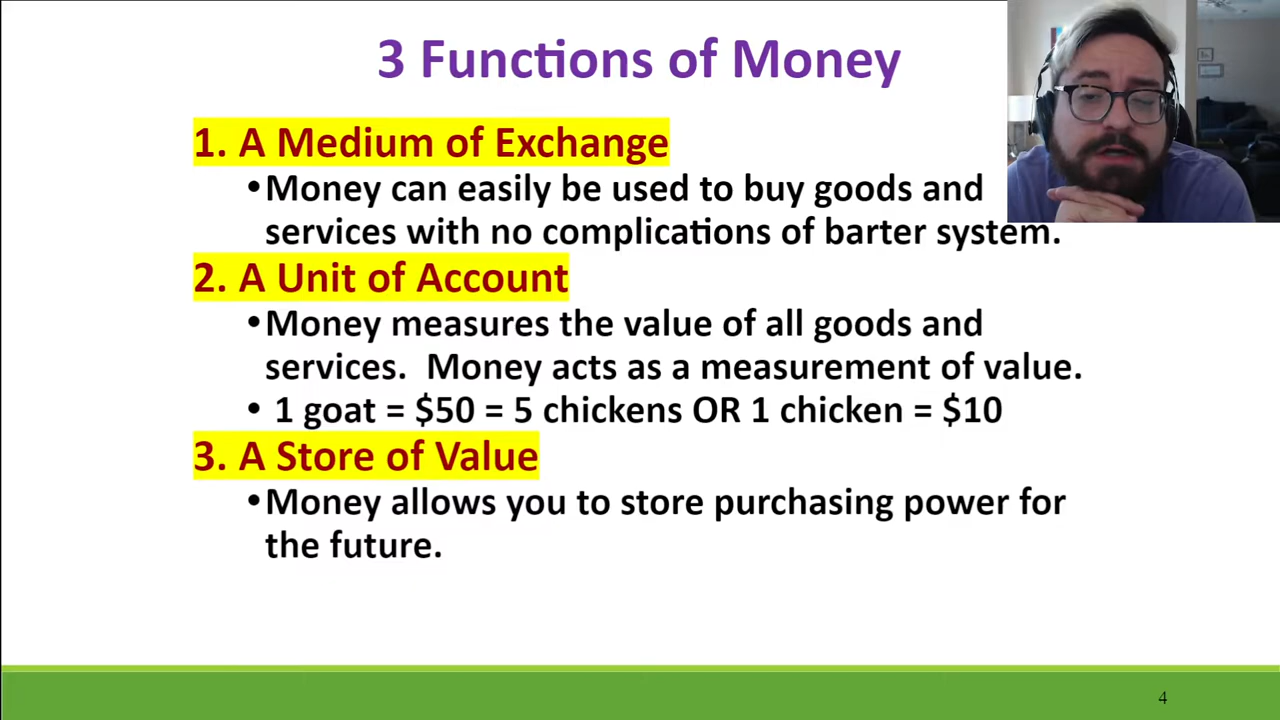 3 Functions of Money
1. A Medium of Exchange
•Money can easily be used to buy goods and
services with no complications of barter system.
2. A Unit of Account
•Money measures the value of all goods and
services.  Money acts as a measurement of value.
• 1 goat = $50 = 5 chickens OR 1 chicken = $10
3. A Store of Value
•Money allows you to store purchasing power for
the future.
4